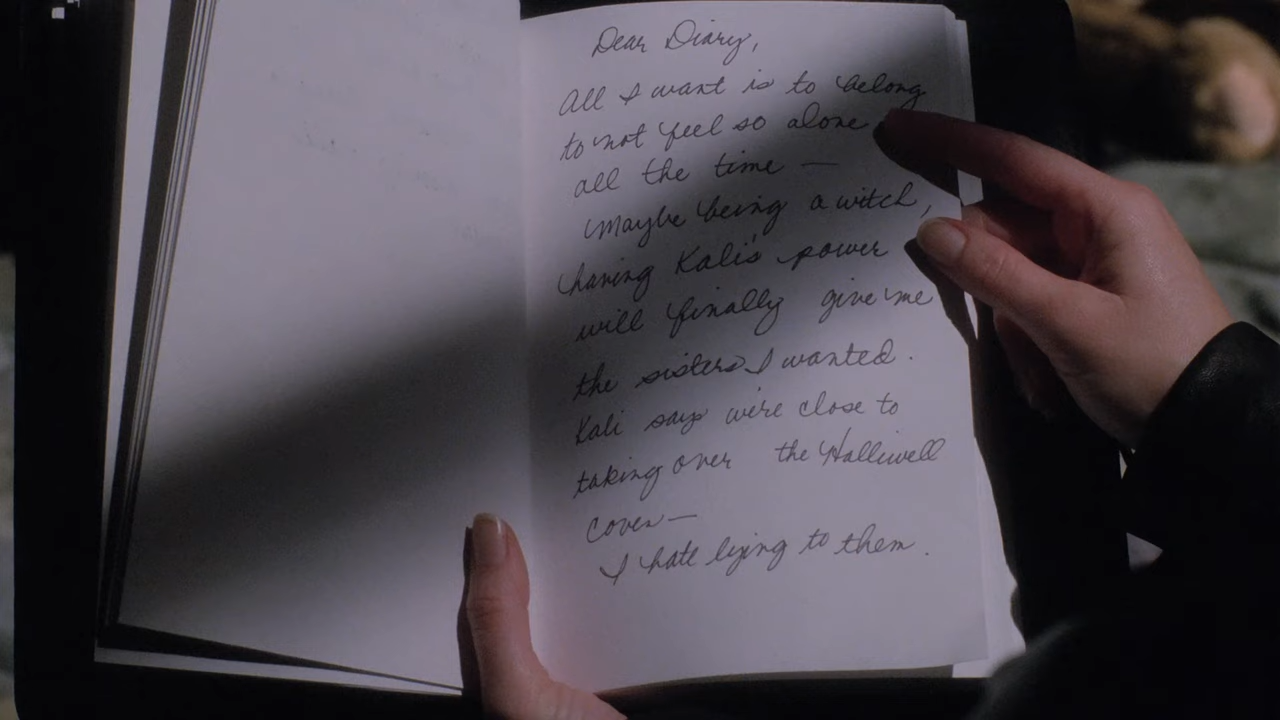 Dear Diary,
All I want is to belong
to not feel so alone
all the time —
Maybe being a witch,
having Kali's power
will finally give me
the sisters I wanted.
Kali says we're close to
taking over the Halliwell
coven—
I hate lying to them.